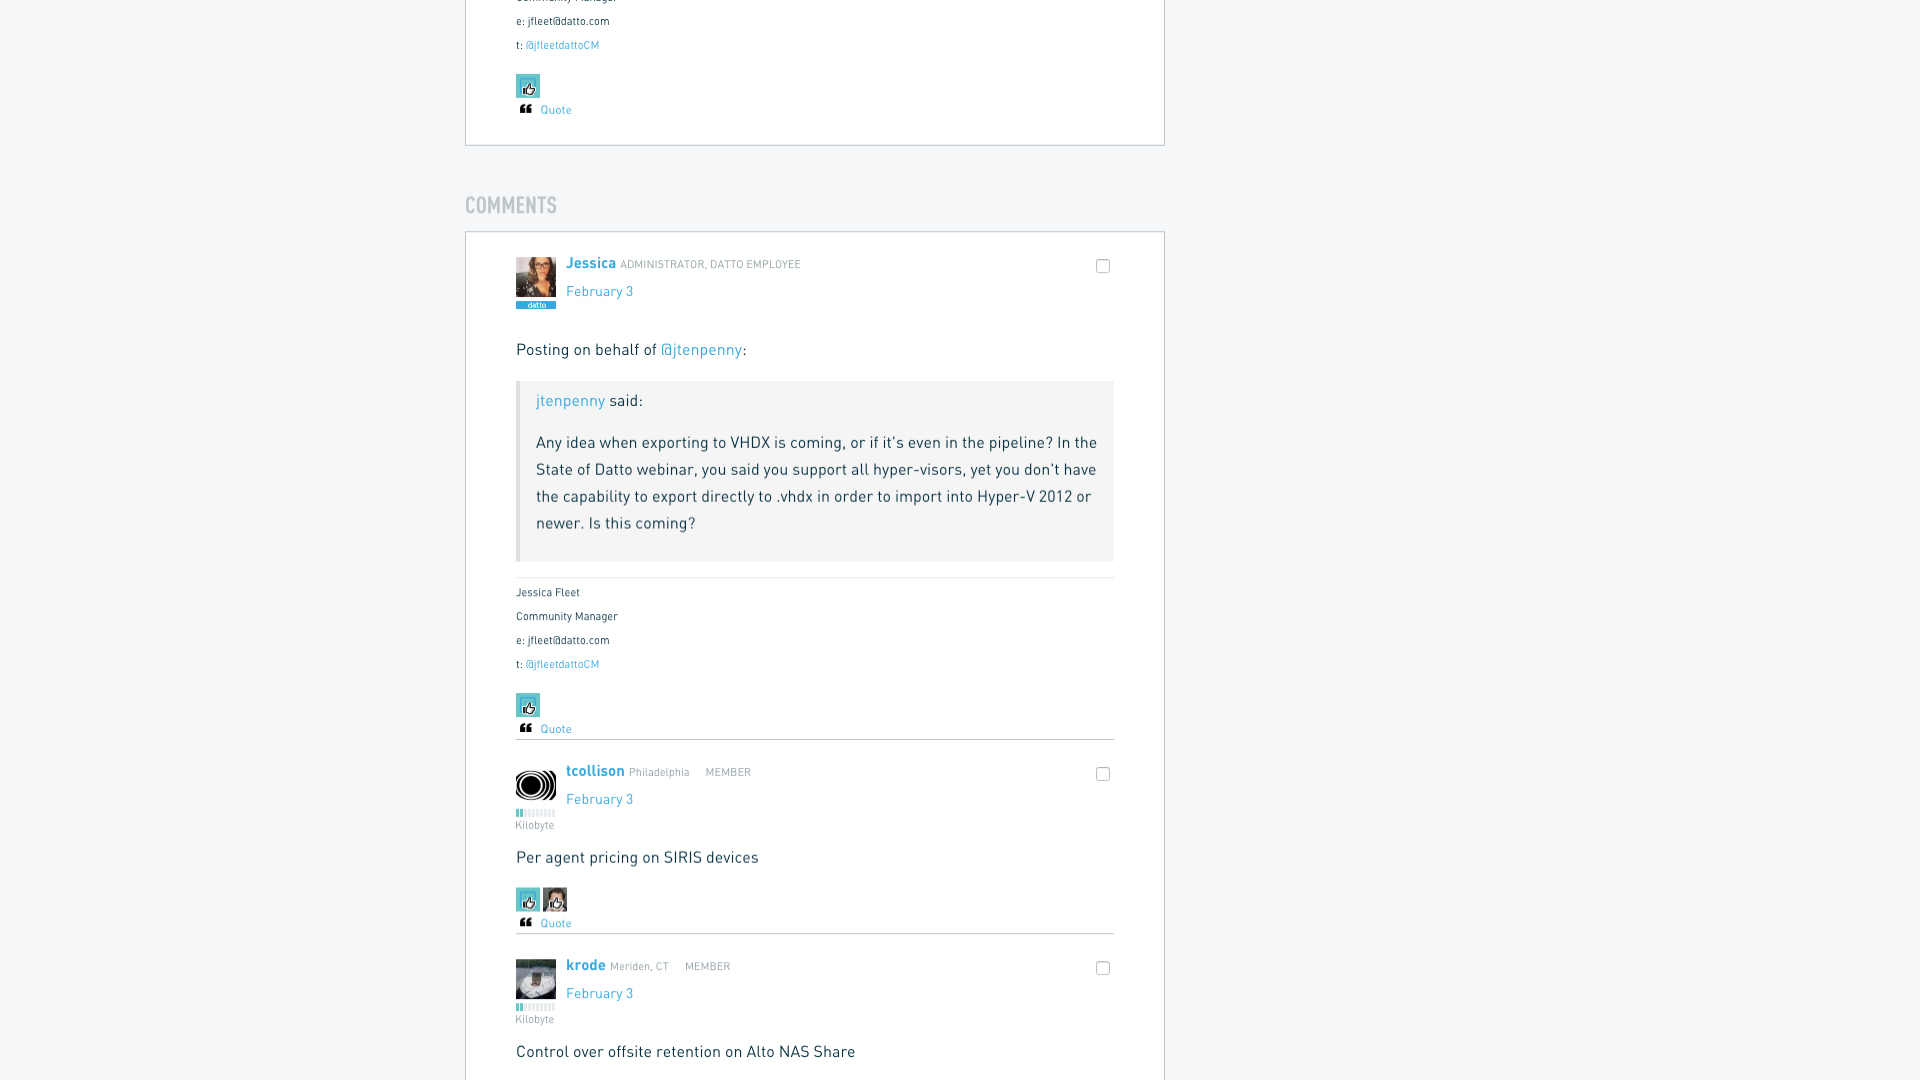 e: jfleet@datto.com
t: @jfleetdattoCM
Quote
COMMENTS
Jessica ADMINISTRATOR, DATTO EMPLOYEE
February 3
datto
Posting on behalf of @jtenpenny:
jtenpenny said:
Any idea when exporting to VHDX is coming, or if it's even in the pipeline? In the
State of Datto webinar, you said you support all hyper-visors, yet you don't have
the capability to export directly to .vhdx in order to import into Hyper-V 2012 or
newer. Is this coming?
Jessica Fleet
Community Manager
e: jfleet@datto.com
t: @jfleetdattoCM
Quote
tcollison Philadelphia MEMBER
February 3
Kilobyte
Per agent pricing on SIRIS devices
Quote
krode Meriden, CT MEMBER
February 3
Kilobyte
Control over offsite retention on Alto NAS Share